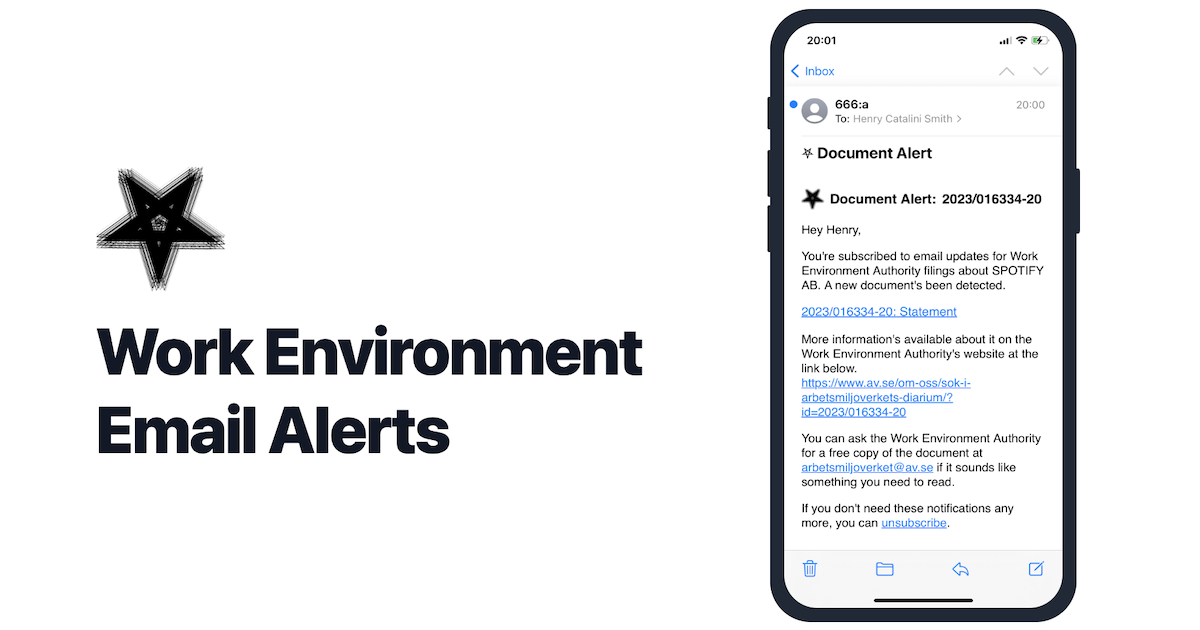 Work Environment
Email Alerts
20:01
Inbox
666:a
20:00
To: Henry Catalini Smith
Document Alert
Document Alert: 2023/016334-20
Hey Henry,
You're subscribed to email updates for Work
Environment Authority filings about SPOTIFY
AB. A new document's been detected.
2023/016334-20: Statement
More information's available about it on the
Work Environment Authority's website at the
link below.
https://www.av.se/om-oss/sok-i-
arbetsmiljoverkets-diarium/?
id=2023/016334-20
You can ask the Work Environment Authority
for a free copy of the document at
arbetsmiljoverket@av.se if it sounds like
something you need to read.
If you don't need these notifications any
more, you can unsubscribe.